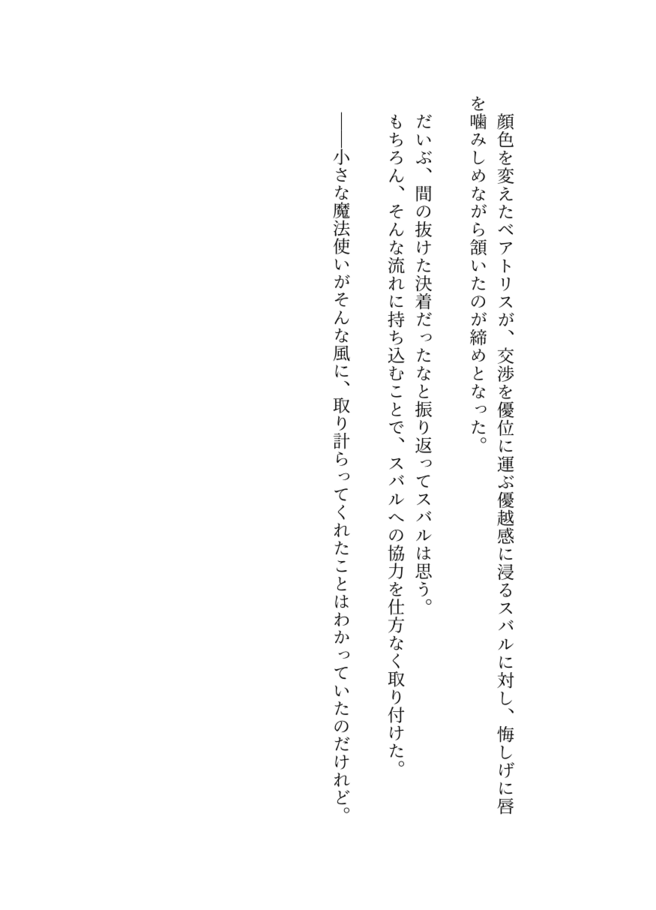 顔色を変えたベアトリスが、交渉を優位に運ぶ優越感に浸るスバルに対し、悔しげに唇
を噛みしめながら頷いたのが締めとなった。
だいぶ、間の抜けた決着だったなと振り返ってスバルは思う。
もちろん、そんな流れに持ち込むことで、スバルへの協力を仕方なく取り付けた。
――小さな魔法使いがそんな風に、取り計らってくれたことはわかっていたのだけれど。